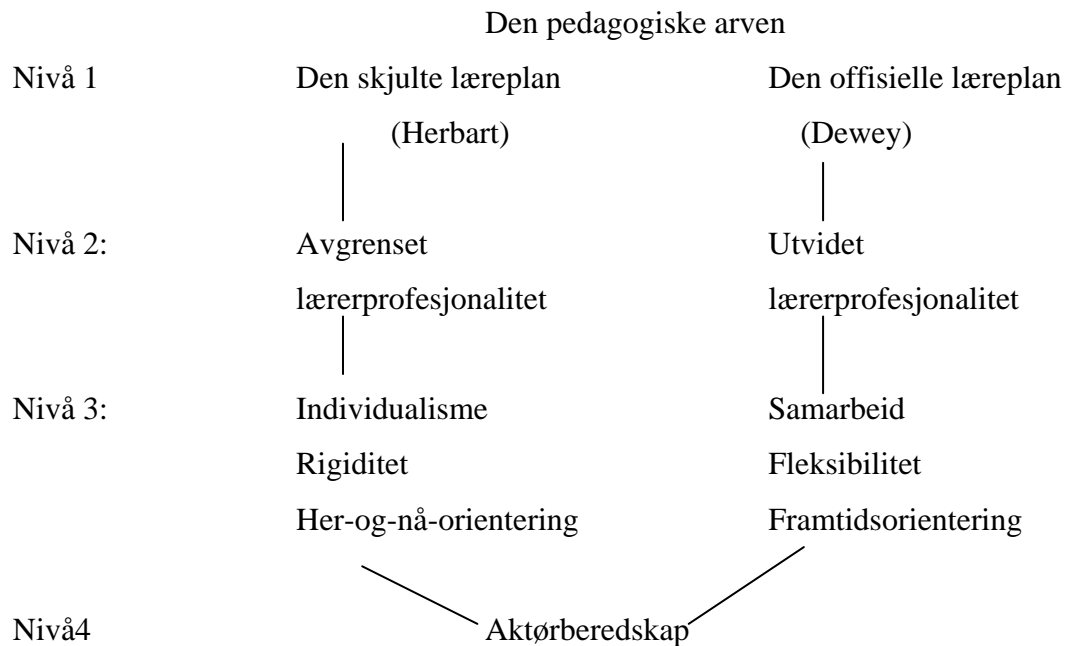 Den pedagogiske arven
Nivå 1 Den skjulte læreplan Den offisielle læreplan
(Herbart) (Dewey)
Nivå 2: Avgrenset Utvidet
lærerprofesjonalitet lærerprofesjonalitet
Nivå 3: Individualisme Samarbeid
Rigiditet Fleksibilitet
Her-og-nå-orientering Framtidsorientering
Nivå4 Aktørberedskap